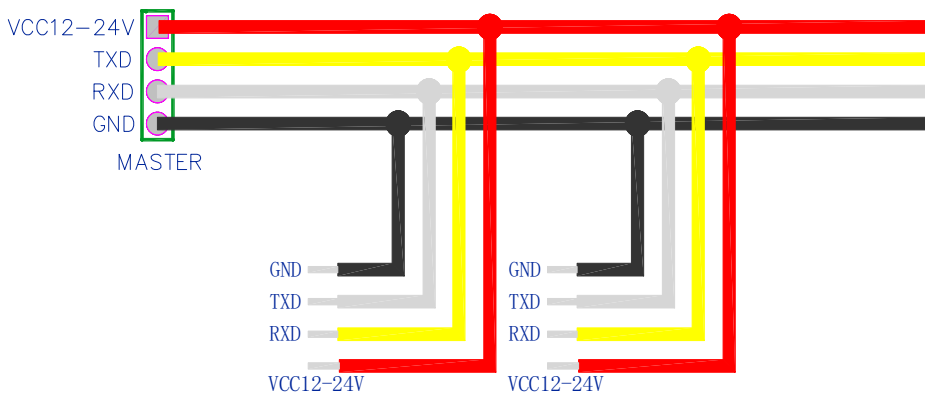 VCC12-24V
TXD
RXD
GND
MASTER
GND
TXD
RXD
VCC12-24V
GND
TXD
RXD
VCC12-24V